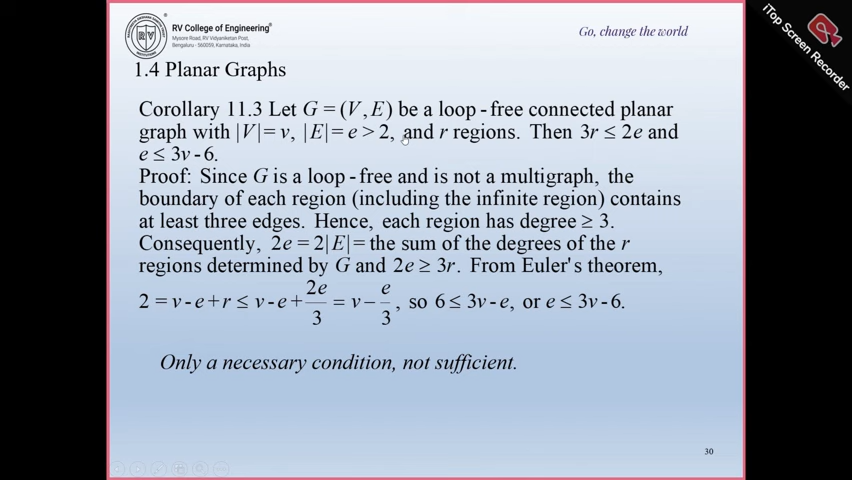 RV College of Engineering®
Mysore Road, RV Vidyaniketan Post,
Bengaluru - 560059, Karnataka, India
Go, change the world
iTop Screen Recorder
1.4 Planar Graphs
Corollary 11.3 Let G = (V, E) be a loop-free connected planar
graph with |V| = v, |E| = e > 2, and r regions. Then 3r ≤ 2e and
e ≤ 3v - 6.
Proof: Since G is a loop-free and is not a multigraph, the
boundary of each region (including the infinite region) contains
at least three edges. Hence, each region has degree ≥ 3.
Consequently, 2e = 2|E| = the sum of the degrees of the r
regions determined by G and 2e ≥ 3r. From Euler's theorem,
2 = v - e + r ≤ v - e + 2e/3 = v − e/3, so 6 ≤ 3v - e, or e ≤ 3v - 6.
Only a necessary condition, not sufficient.
30